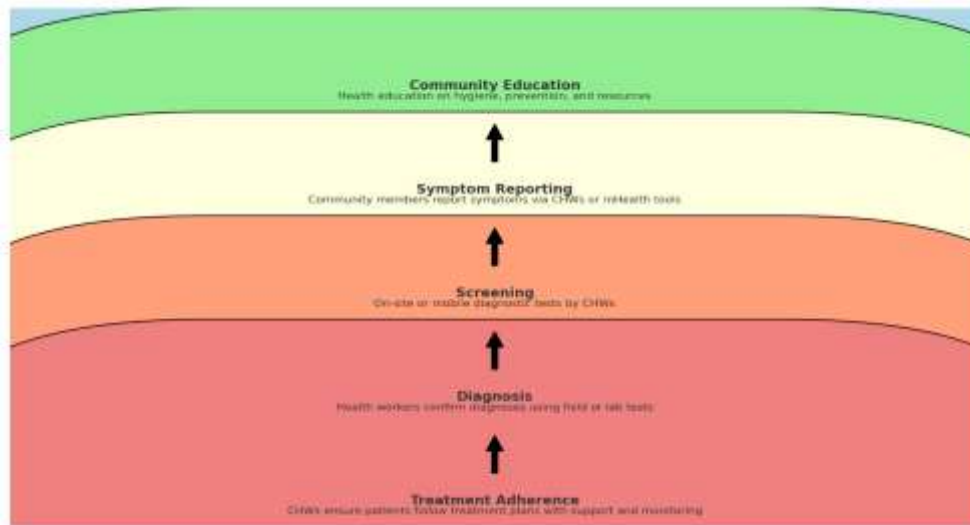 Community Education
Health education on hygiene, prevention, and resources
Symptom Reporting
Community members report symptoms via CHWs or mHealth tools
Screening
On-site or mobile diagnostic tests by CHWs
Diagnosis
Health workers confirm diagnoses using field or lab tests
Treatment Adherence
CHWs ensure patients follow treatment plans with support and monitoring